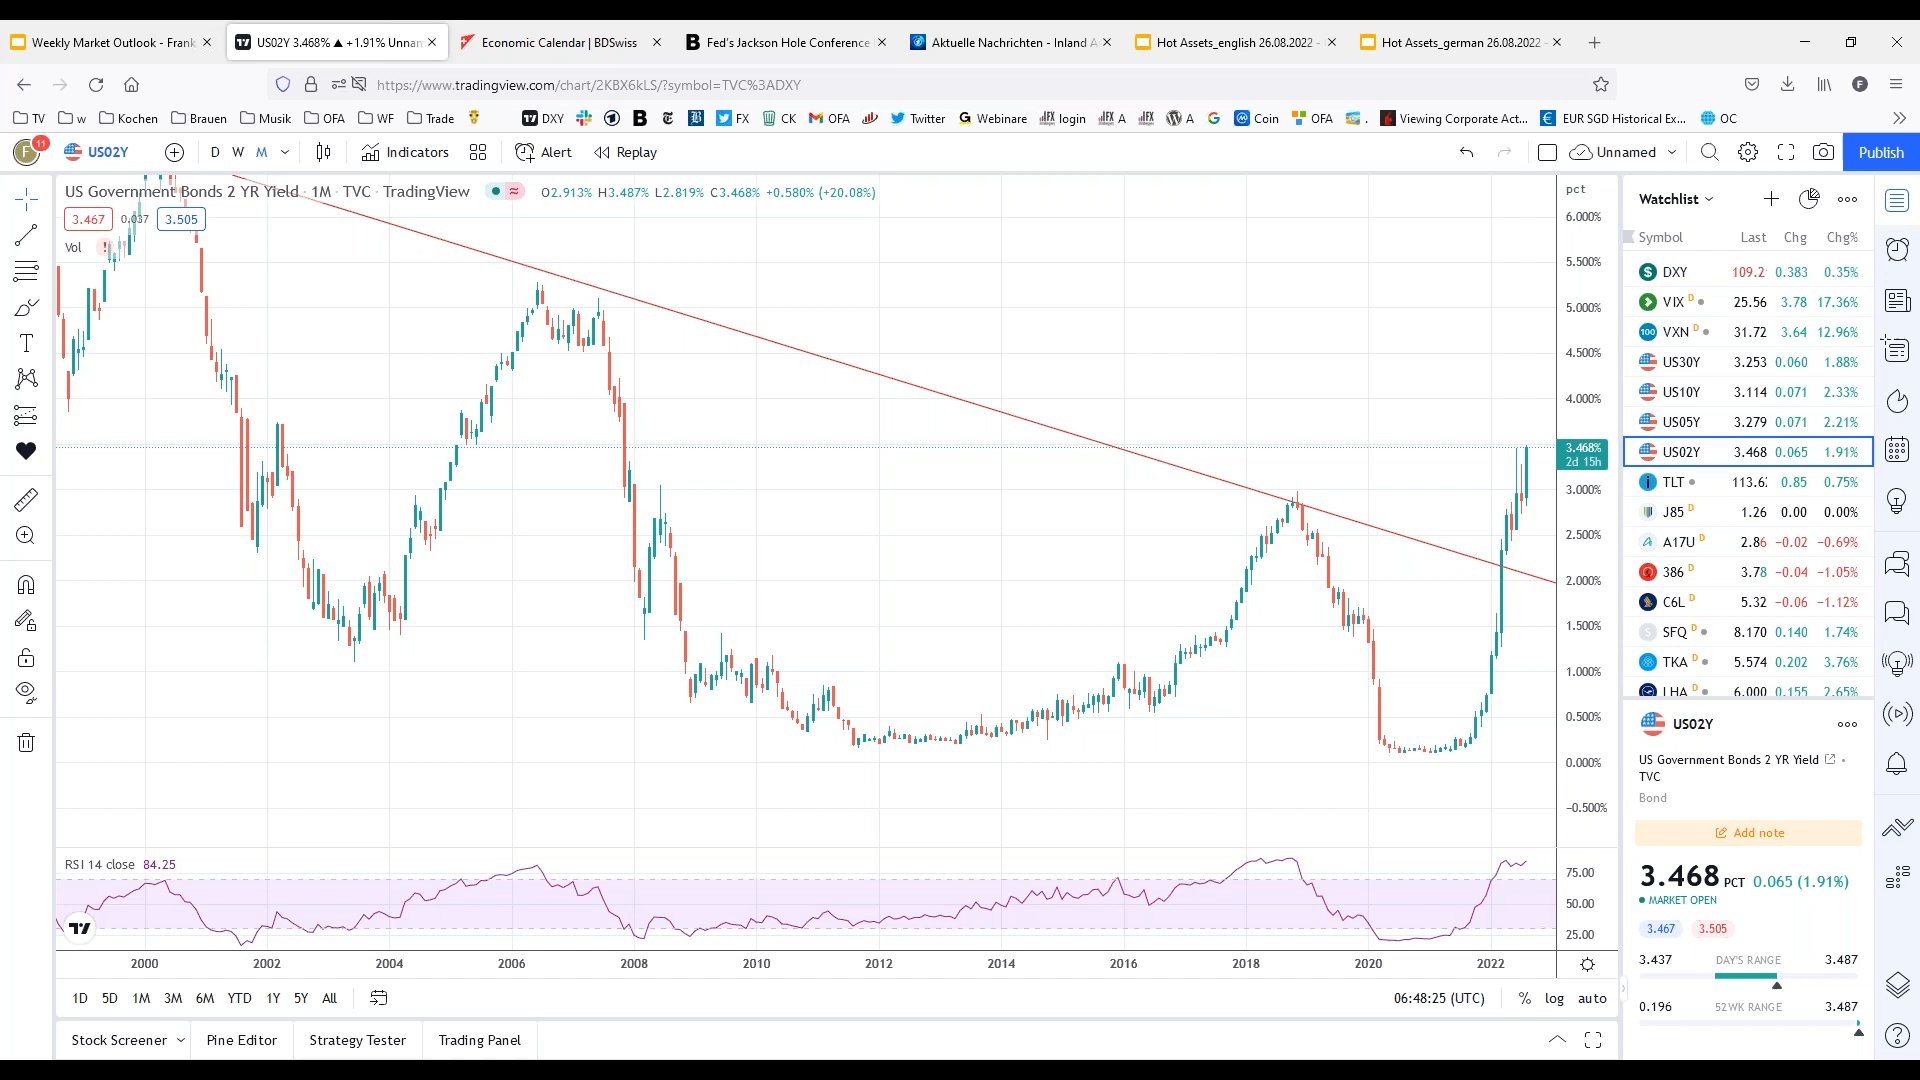 Weekly Market Outlook - Frank
US02Y 3.468% ▲ +1.91% Unnam
Economic Calendar | BDSwiss
Fed's Jackson Hole Conference
Aktuelle Nachrichten - Inland A
Hot Assets_english 26.08.2022 -
Hot Assets_german 26.08.2022 -
https://www.tradingview.com/chart/2KBX6kLS/?symbol=TVC%3ADXY
TV w Kochen Brauen Musik OFA WF Trade DXY FX CK OFA Twitter Webinare login A A Coin OFA . Viewing Corporate Act... EUR SGD Historical Ex... OC
F 11 US02Y D W M Indicators Alert Replay Unnamed Publish
US Government Bonds 2 YR Yield · 1M · TVC · TradingView O2.913% H3.487% L2.819% C3.468% +0.580% (+20.08%)
3.467 0.037 3.505
Vol !
pct
6.000%
5.500%
5.000%
4.500%
4.000%
3.468%
2d 15h
3.000%
2.500%
2.000%
1.500%
1.000%
0.500%
0.000%
−0.500%
RSI 14 close 84.25
75.00
50.00
25.00
2000 2002 2004 2006 2008 2010 2012 2014 2016 2018 2020 2022
1D 5D 1M 3M 6M YTD 1Y 5Y All 06:48:25 (UTC) % log auto
Stock Screener Pine Editor Strategy Tester Trading Panel
Watchlist
Symbol Last Chg Chg%
DXY 109.2 0.383 0.35%
VIX D 25.56 3.78 17.36%
VXN D 31.72 3.64 12.96%
US30Y 3.253 0.060 1.88%
US10Y 3.114 0.071 2.33%
US05Y 3.279 0.071 2.21%
US02Y 3.468 0.065 1.91%
TLT 113.6 0.85 0.75%
J85 D 1.26 0.00 0.00%
A17U D 2.86 −0.02 −0.69%
386 D 3.78 −0.04 −1.05%
C6L D 5.32 −0.06 −1.12%
SFQ D 8.170 0.140 1.74%
TKA D 5.574 0.202 3.76%
LHA D 6.000 0.155 2.65%
US02Y
US Government Bonds 2 YR Yield
TVC
Bond
Add note
3.468 PCT 0.065 (1.91%)
MARKET OPEN
3.467 3.505
3.437 DAY'S RANGE 3.487
0.196 52WK RANGE 3.487